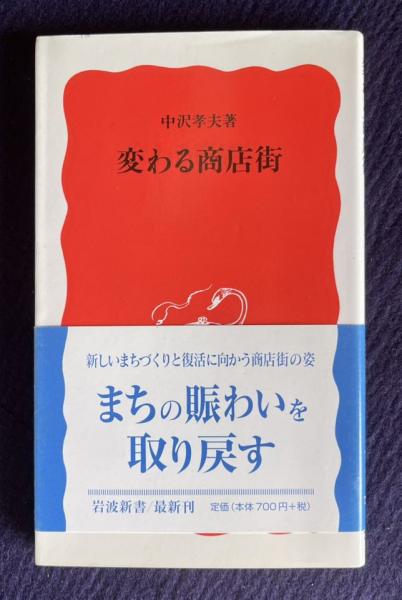 中沢孝夫著
変わる商店街
新しいまちづくりと復活に向かう商店街の姿
まちの賑わいを
取り戻す
岩波新書/最新刊 定価(本体700円+税)